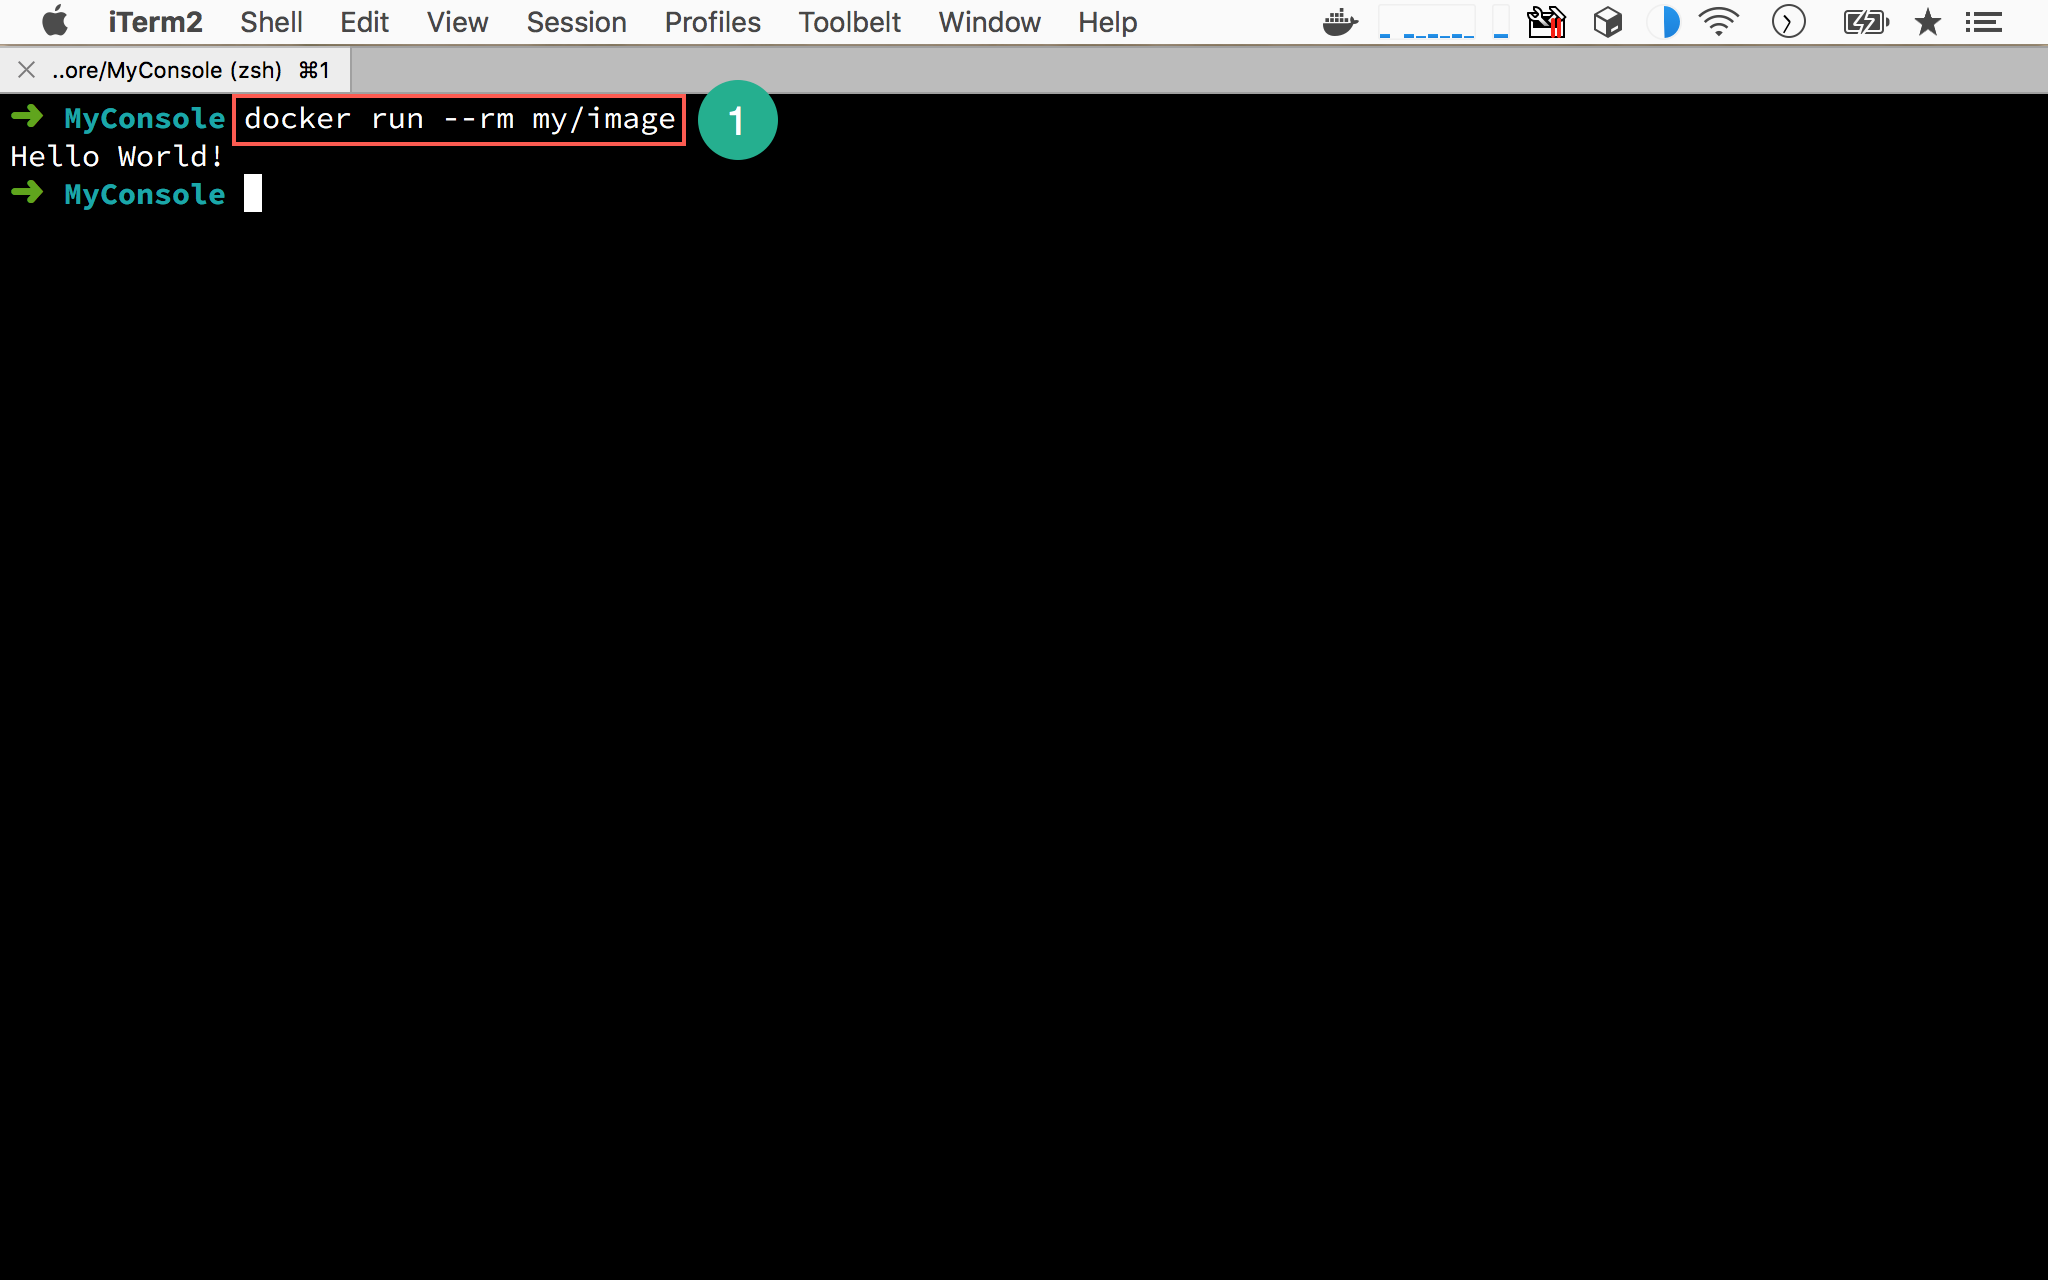 iTerm2 Shell Edit View Session Profiles Toolbelt Window Help
..ore/MyConsole (zsh) ⌘1
➜ MyConsole docker run --rm my/image 1
Hello World!
➜ MyConsole